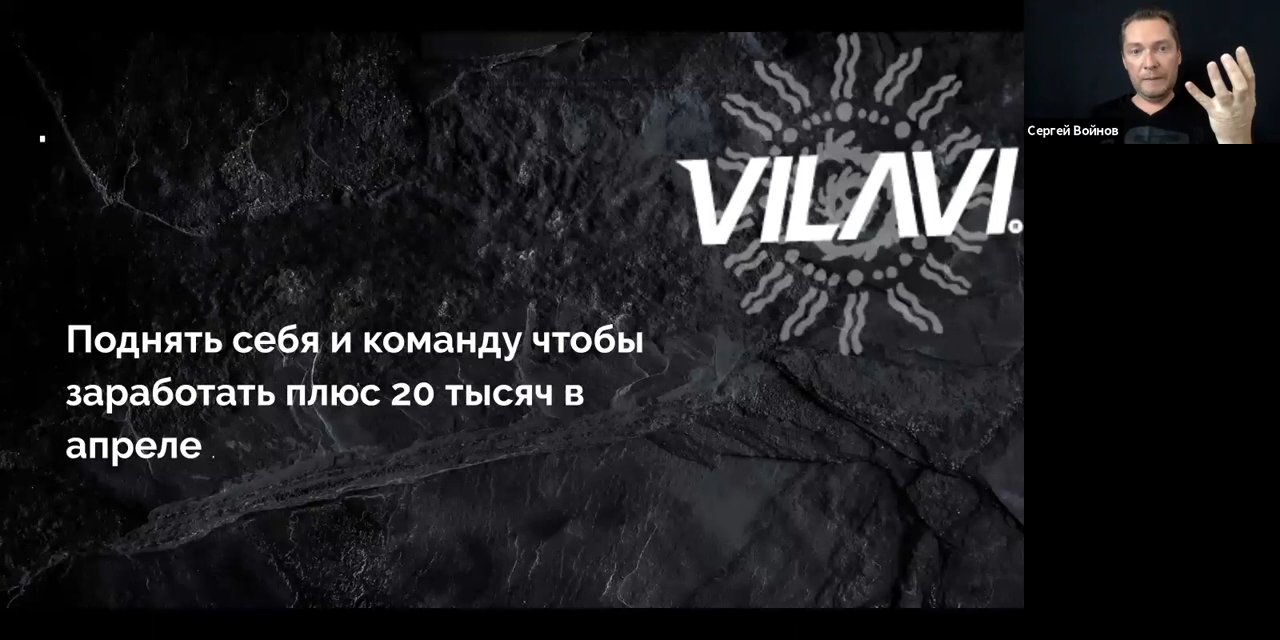 VILAVI®
Сергей Войнов
Поднять себя и команду чтобы
заработать плюс 20 тысяч в
апреле .